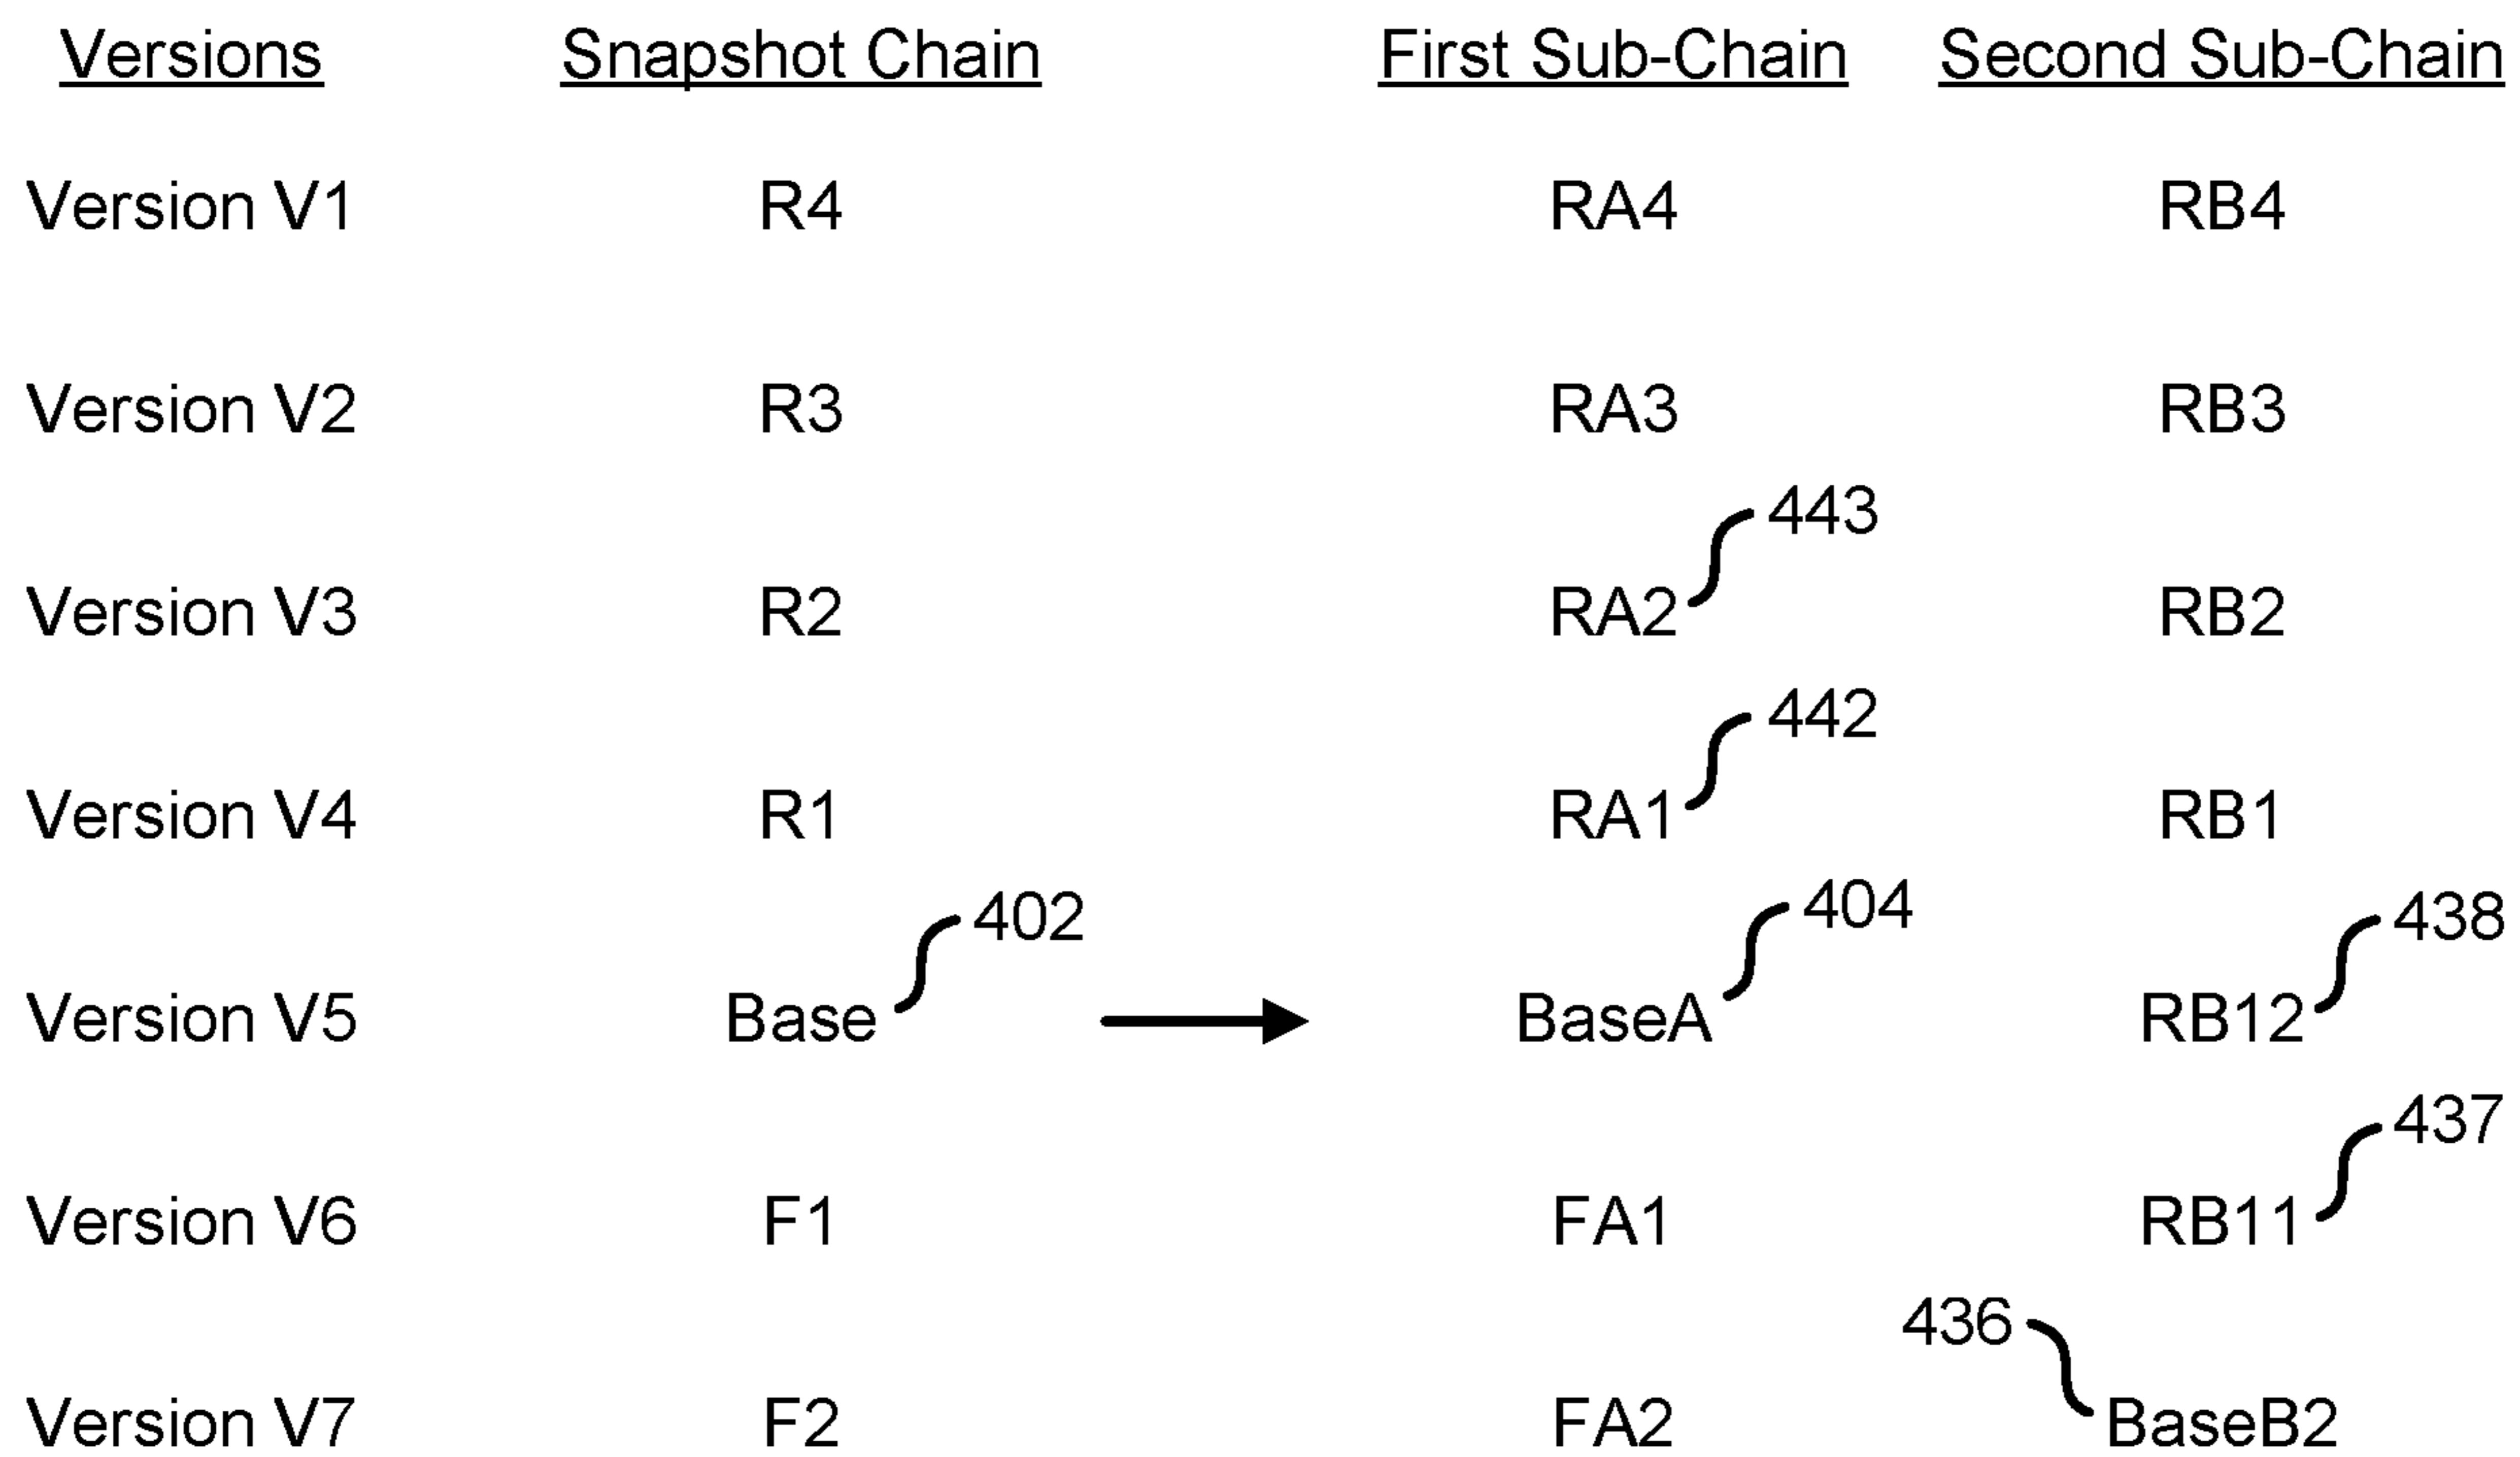 Versions Snapshot Chain First Sub-Chain Second Sub-Chain
Version V1 R4 RA4 RB4
Version V2 R3 RA3 RB3
443
Version V3 R2 RA2 RB2
442
Version V4 R1 RA1 RB1
402 404 438
Version V5 Base BaseA RB12
437
Version V6 F1 FA1 RB11
436
Version V7 F2 FA2 BaseB2